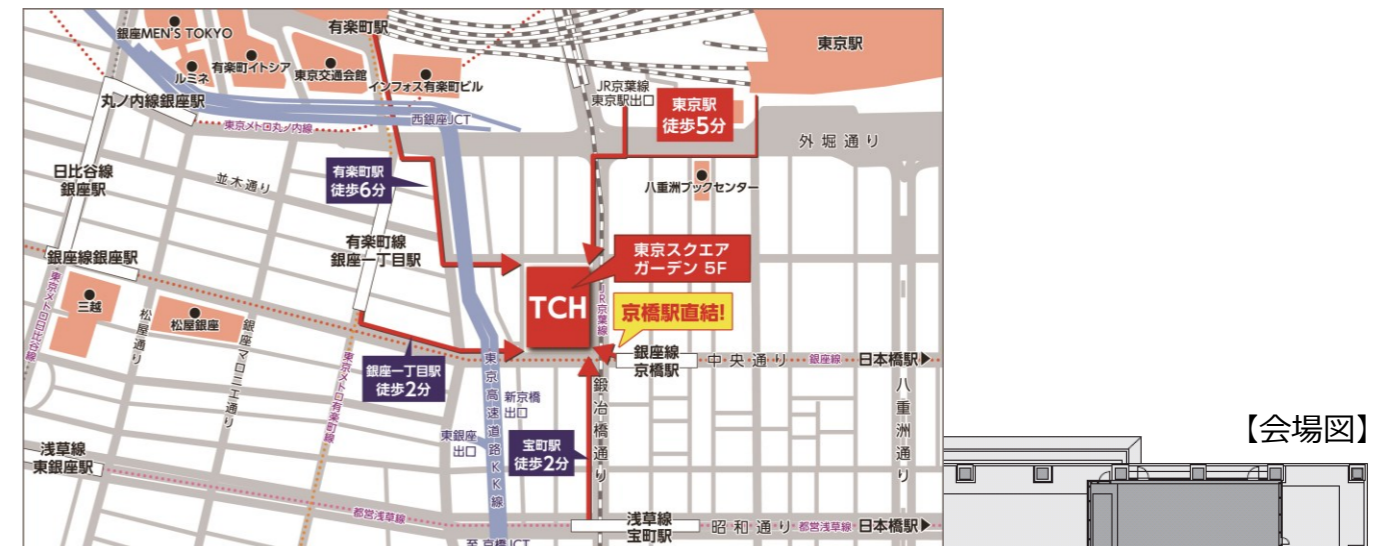 銀座MEN'S TOKYO
有楽町駅
東京駅
ルミネ
有楽町イトシア
東京交通会館
インフォス有楽町ビル
JR京葉線
東京駅出口
東京駅
徒歩5分
丸ノ内線銀座駅
東京メトロ丸ノ内線
西銀座JCT
外堀通り
日比谷線
銀座駅
並木通り
有楽町駅
徒歩6分
八重洲ブックセンター
有楽町線
銀座一丁目駅
東京スクエア
ガーデン 5F
銀座線銀座駅
三越
松屋銀座
松屋通り
銀座マロニエ通り
東京メトロ日比谷線
東京メトロ有楽町線
TCH
JR京葉線
京橋駅直結!
銀座線
京橋駅
中央通り
銀座線
日本橋駅▶
銀座一丁目駅
徒歩2分
東京高速道路KK線
新京橋
出口
鍛冶橋通り
八重洲通り
東銀座
出口
宝町駅
徒歩2分
浅草線
東銀座駅
都営浅草線
浅草線
宝町駅
昭和通り
都営浅草線
日本橋駅▶
至 京橋JCT
【会場図】